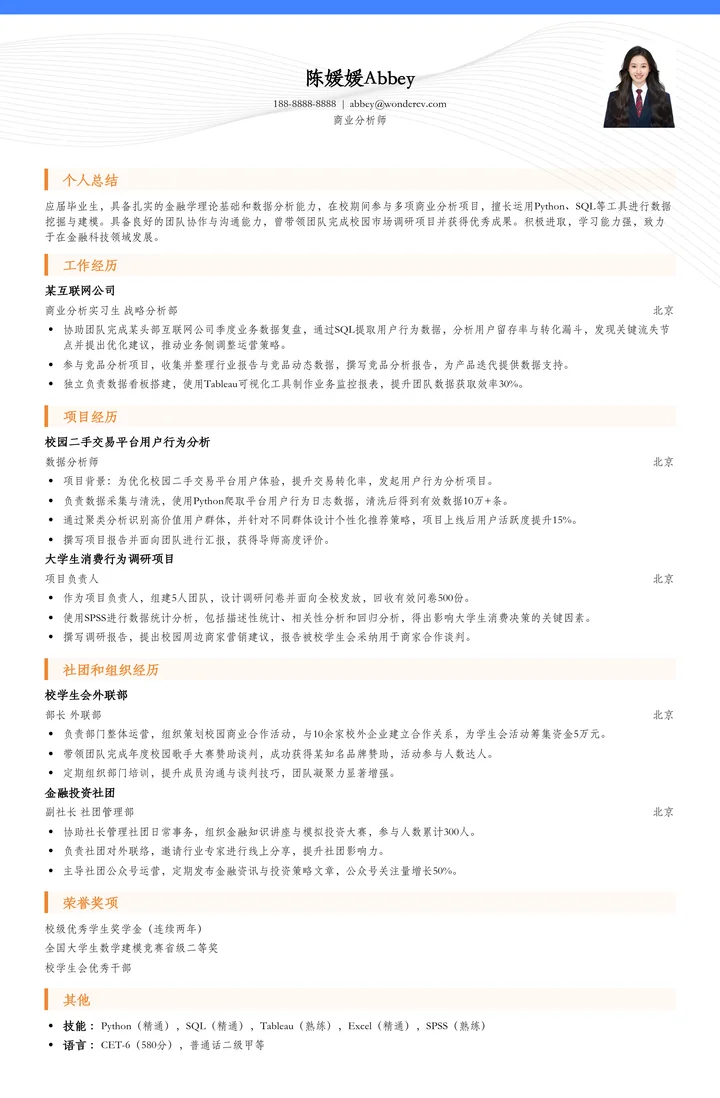 陈媛媛Abbey
188-8888-8888 | abbey@wondercv.com
商业分析师
个人总结
应届毕业生，具备扎实的金融学理论基础和数据分析能力，在校期间参与多项商业分析项目，擅长运用Python、SQL等工具进行数据
挖掘与建模。具备良好的团队协作与沟通能力，曾带领团队完成校园市场调研项目并获得优秀成果。积极进取，学习能力强，致力
于在金融科技领域发展。
工作经历
某互联网公司
商业分析实习生 战略分析部 北京
• 协助团队完成某头部互联网公司季度业务数据复盘，通过SQL提取用户行为数据，分析用户留存率与转化漏斗，发现关键流失节
点并提出优化建议，推动业务侧调整运营策略。
• 参与竞品分析项目，收集并整理行业报告与竞品动态数据，撰写竞品分析报告，为产品迭代提供数据支持。
• 独立负责数据看板搭建，使用Tableau可视化工具制作业务监控报表，提升团队数据获取效率30%。
项目经历
校园二手交易平台用户行为分析
数据分析师 北京
• 项目背景：为优化校园二手交易平台用户体验，提升交易转化率，发起用户行为分析项目。
• 负责数据采集与清洗，使用Python爬取平台用户行为日志数据，清洗后得到有效数据10万+条。
• 通过聚类分析识别高价值用户群体，并针对不同群体设计个性化推荐策略，项目上线后用户活跃度提升15%。
• 撰写项目报告并面向团队进行汇报，获得导师高度评价。
大学生消费行为调研项目
项目负责人 北京
• 作为项目负责人，组建5人团队，设计调研问卷并面向全校发放，回收有效问卷500份。
• 使用SPSS进行数据统计分析，包括描述性统计、相关性分析和回归分析，得出影响大学生消费决策的关键因素。
• 撰写调研报告，提出校园周边商家营销建议，报告被校学生会采纳用于商家合作谈判。
社团和组织经历
校学生会外联部
部长 外联部 北京
• 负责部门整体运营，组织策划校园商业合作活动，与10余家校外企业建立合作关系，为学生会活动筹集资金5万元。
• 带领团队完成年度校园歌手大赛赞助谈判，成功获得某知名品牌赞助，活动参与人数达人。
• 定期组织部门培训，提升成员沟通与谈判技巧，团队凝聚力显著增强。
金融投资社团
副社长 社团管理部 北京
• 协助社长管理社团日常事务，组织金融知识讲座与模拟投资大赛，参与人数累计300人。
• 负责社团对外联络，邀请行业专家进行线上分享，提升社团影响力。
• 主导社团公众号运营，定期发布金融资讯与投资策略文章，公众号关注量增长50%。
荣誉奖项
校级优秀学生奖学金（连续两年）
全国大学生数学建模竞赛省级二等奖
校学生会优秀干部
其他
• 技能：Python（精通），SQL（精通），Tableau（熟练），Excel（精通），SPSS（熟练）
• 语言：CET-6（580分），普通话二级甲等